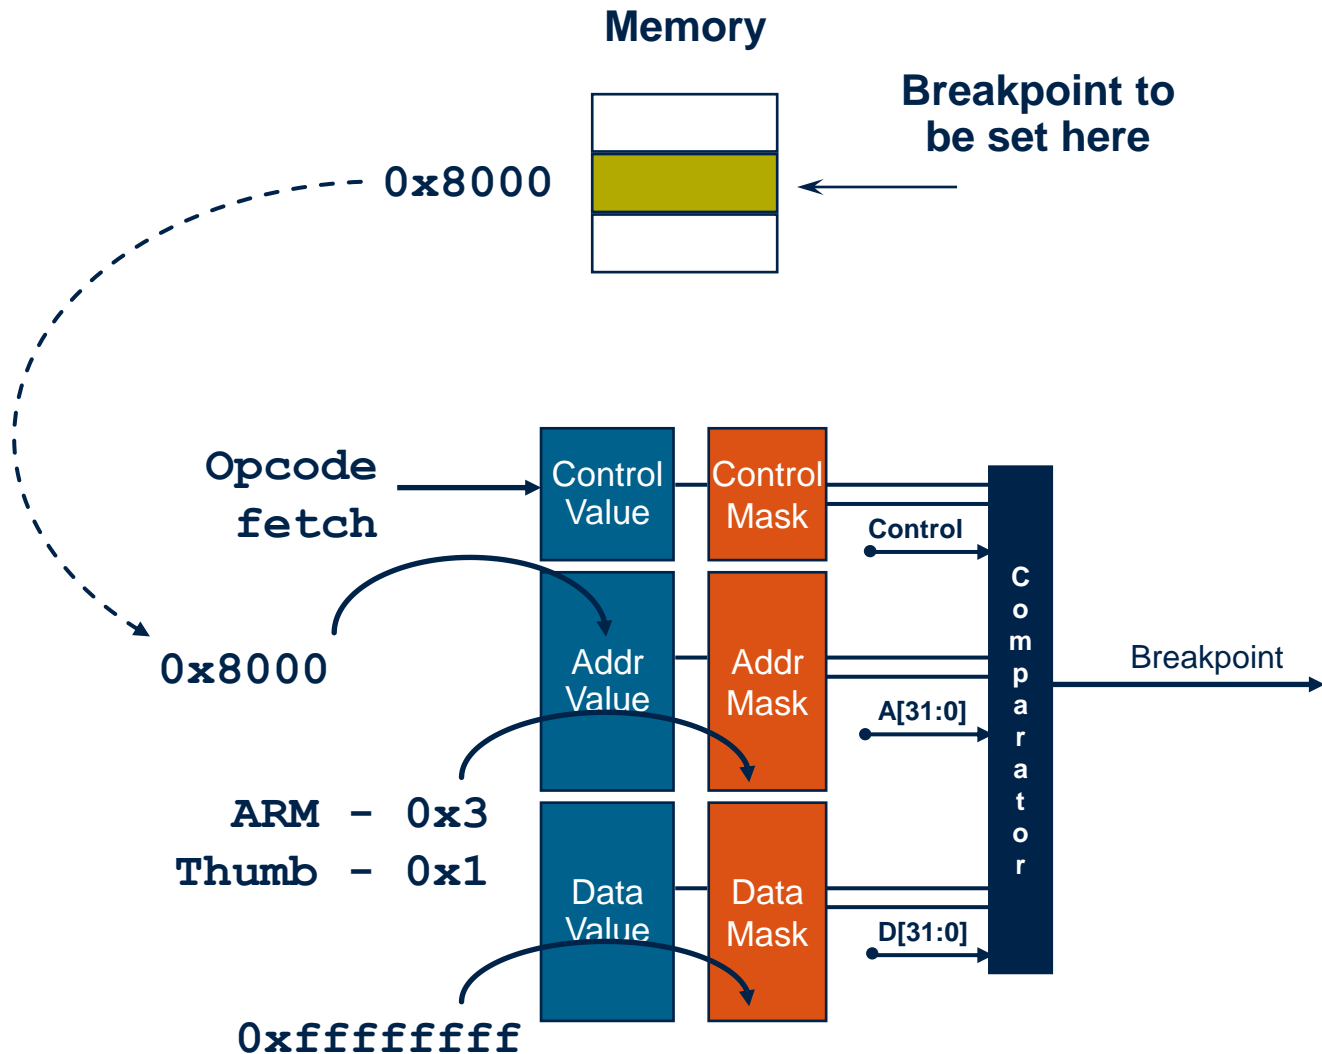 Memory
Breakpoint to
be set here
0x8000
Opcode
fetch
Control
Value
Control
Mask
Control
0x8000
Addr
Value
Addr
Mask
A[31:0]
Comparator
Breakpoint
ARM - 0x3
Thumb - 0x1
Data
Value
Data
Mask
D[31:0]
0xffffffff